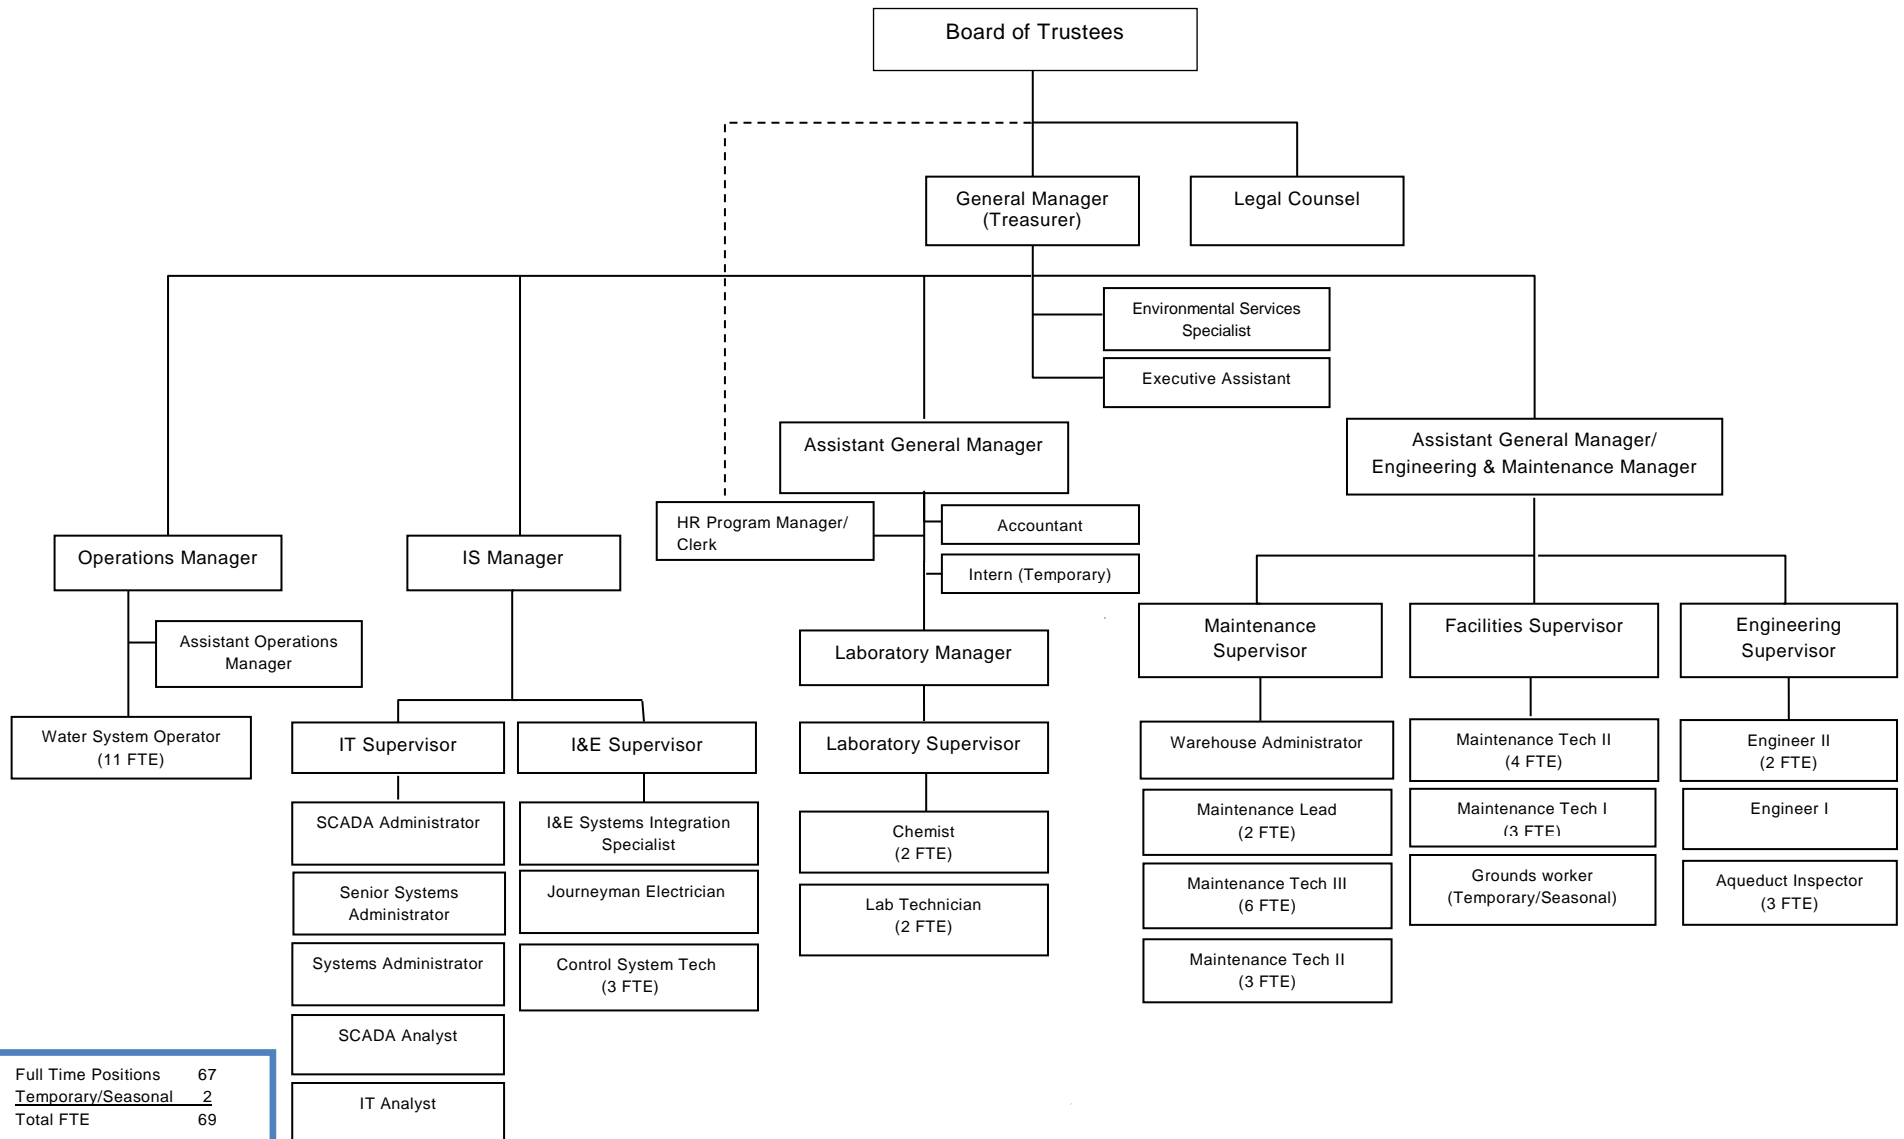 Board of Trustees
General Manager
(Treasurer)
Legal Counsel
Environmental Services
Specialist
Executive Assistant
Assistant General Manager
Assistant General Manager/
Engineering & Maintenance Manager
HR Program Manager/
Clerk
Accountant
Intern (Temporary)
Operations Manager
IS Manager
Assistant Operations
Manager
Water System Operator
(11 FTE)
IT Supervisor
SCADA Administrator
Senior Systems
Administrator
Systems Administrator
SCADA Analyst
IT Analyst
I&E Supervisor
I&E Systems Integration
Specialist
Journeyman Electrician
Control System Tech
(3 FTE)
Laboratory Manager
Laboratory Supervisor
Chemist
(2 FTE)
Lab Technician
(2 FTE)
Maintenance
Supervisor
Warehouse Administrator
Maintenance Lead
(2 FTE)
Maintenance Tech III
(6 FTE)
Maintenance Tech II
(3 FTE)
Facilities Supervisor
Maintenance Tech II
(4 FTE)
Maintenance Tech I
(3 FTE)
Grounds worker
(Temporary/Seasonal)
Engineering
Supervisor
Engineer II
(2 FTE)
Engineer I
Aqueduct Inspector
(3 FTE)
Full Time Positions 67
Temporary/Seasonal 2
Total FTE 69